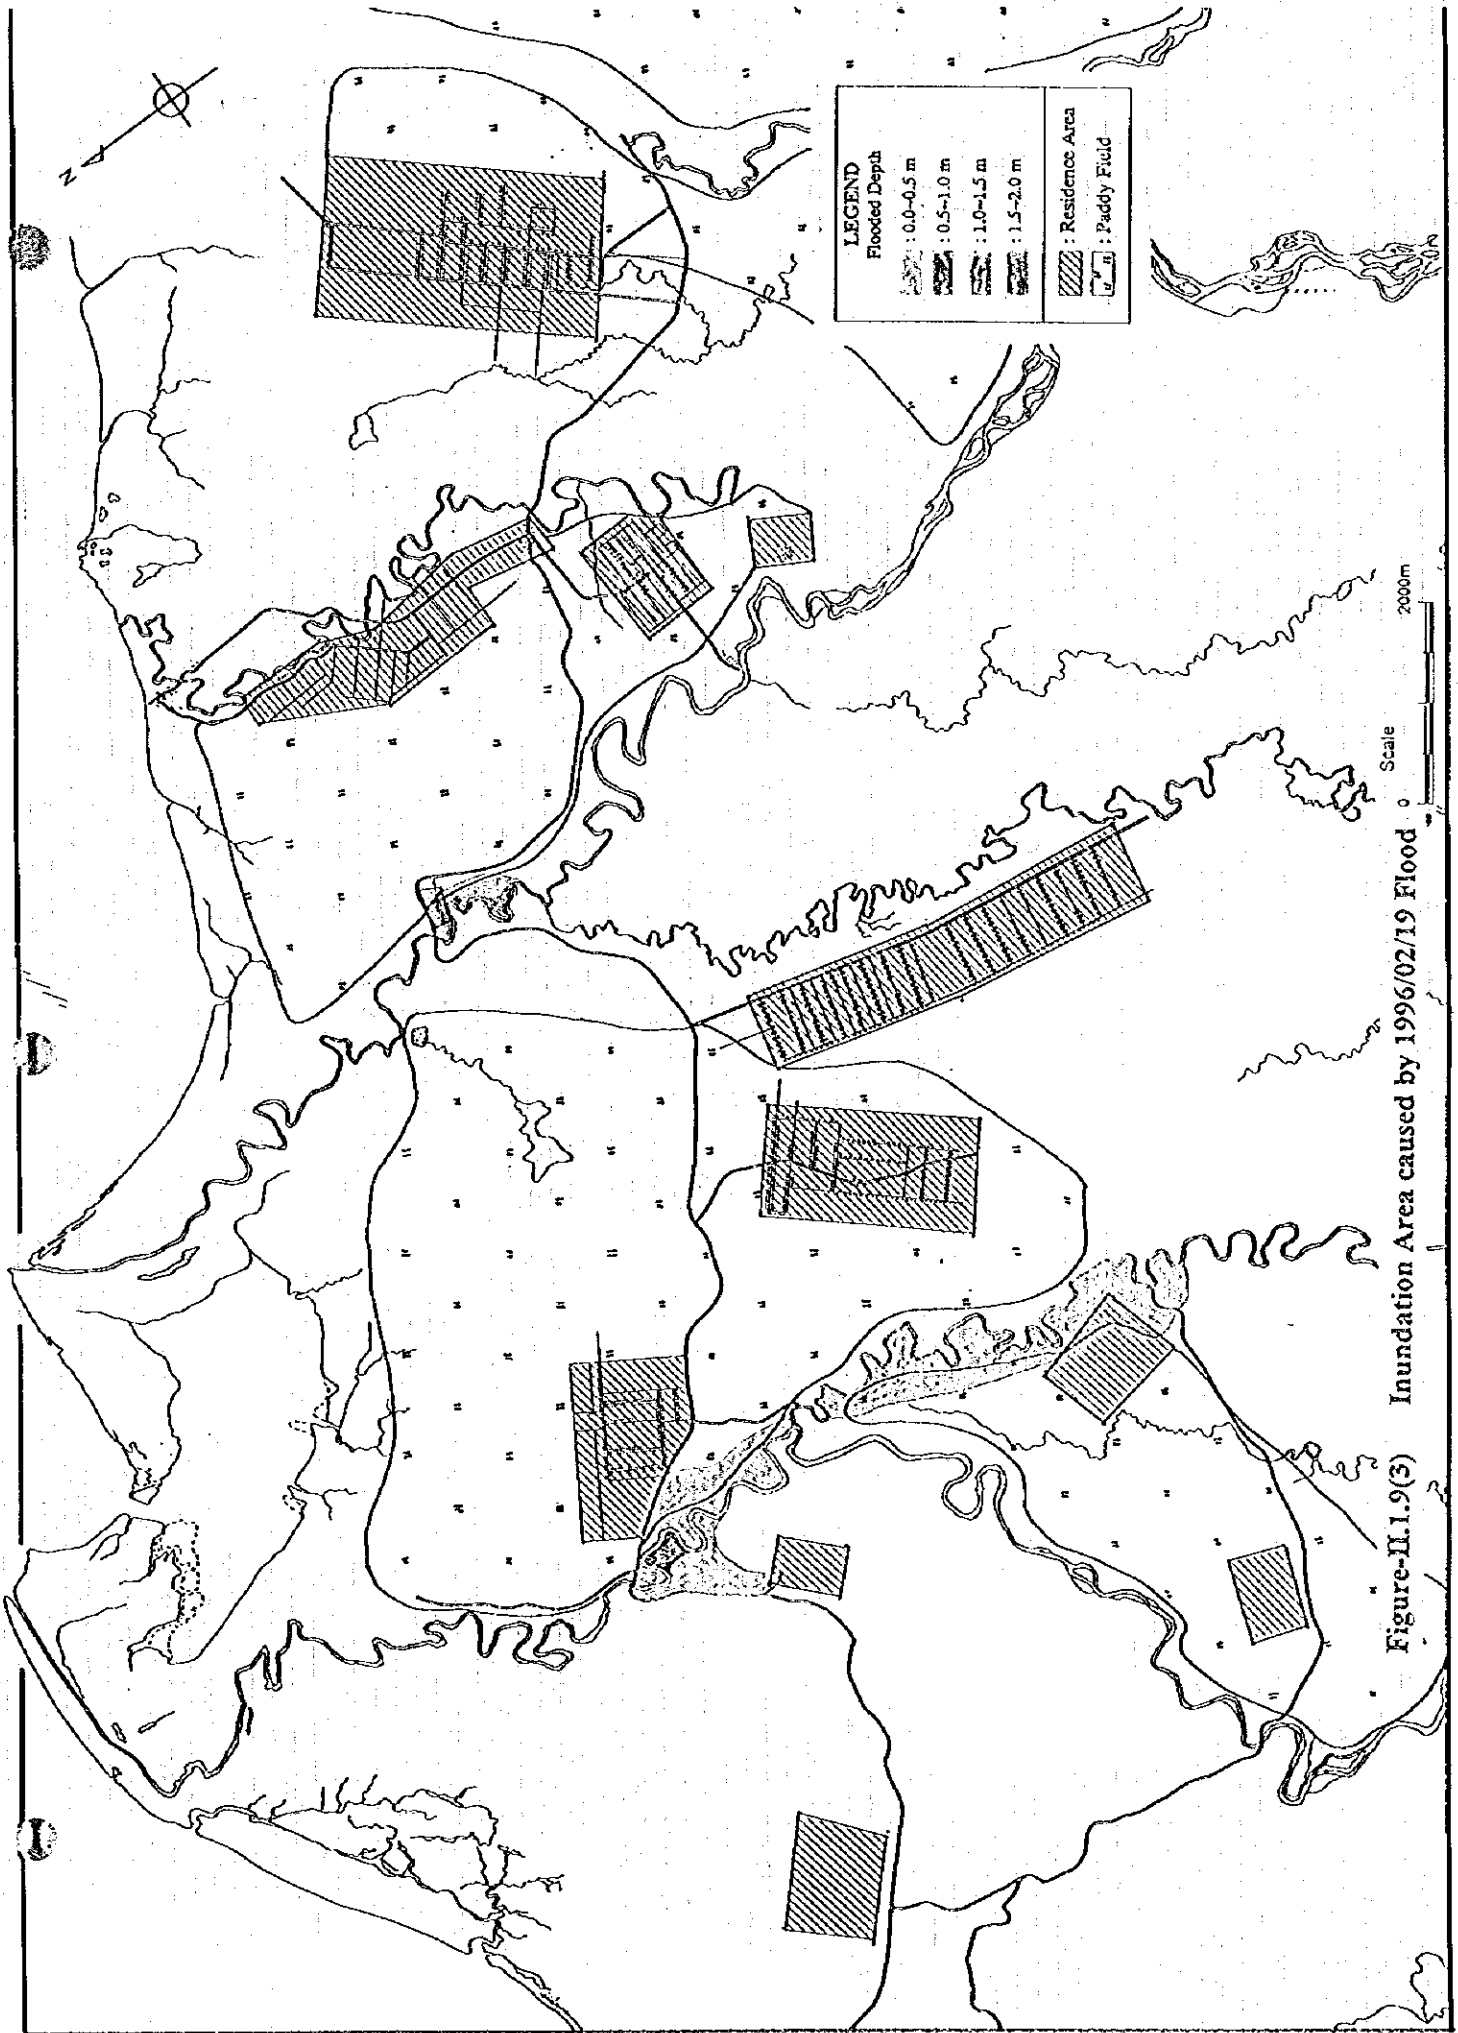 N
LEGEND
Flooded Depth
: 0.0-0.5 m
: 0.5-1.0 m
: 1.0-1.5 m
: 1.5-2.0 m
: Residence Area
: Paddy Field
Scale
0 2000m
Figure-II.1.9(3) Inundation Area caused by 1996/02/19 Flood